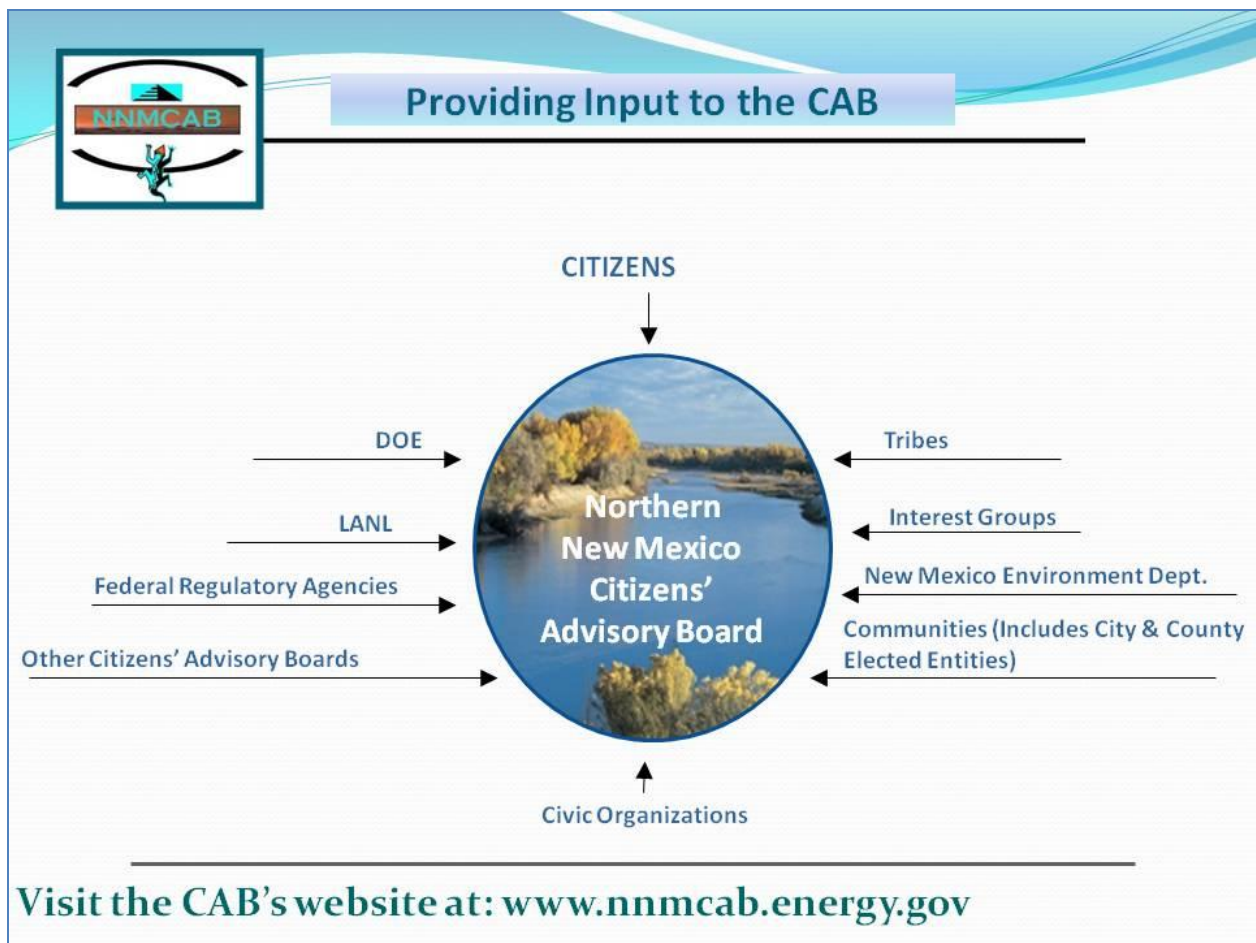 NNMCAB
Providing Input to the CAB
CITIZENS
DOE
LANL
Federal Regulatory Agencies
Other Citizens' Advisory Boards
Northern
New Mexico
Citizens'
Advisory Board
Tribes
Interest Groups
New Mexico Environment Dept.
Communities (Includes City & County
Elected Entities)
Civic Organizations
Visit the CAB's website at: www.nnmcab.energy.gov